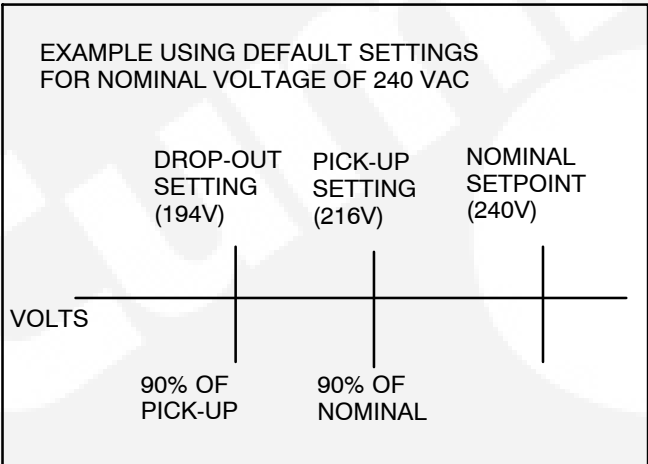 EXAMPLE USING DEFAULT SETTINGS
FOR NOMINAL VOLTAGE OF 240 VAC
DROP-OUT
SETTING
(194V)
PICK-UP
SETTING
(216V)
NOMINAL
SETPOINT
(240V)
VOLTS
90% OF
PICK-UP
90% OF
NOMINAL